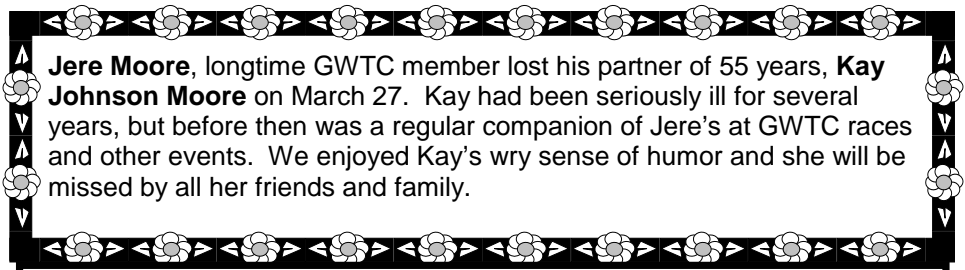 Jere Moore, longtime GWTC member lost his partner of 55 years, Kay
Johnson Moore on March 27.  Kay had been seriously ill for several
years, but before then was a regular companion of Jere's at GWTC races
and other events.  We enjoyed Kay's wry sense of humor and she will be
missed by all her friends and family.